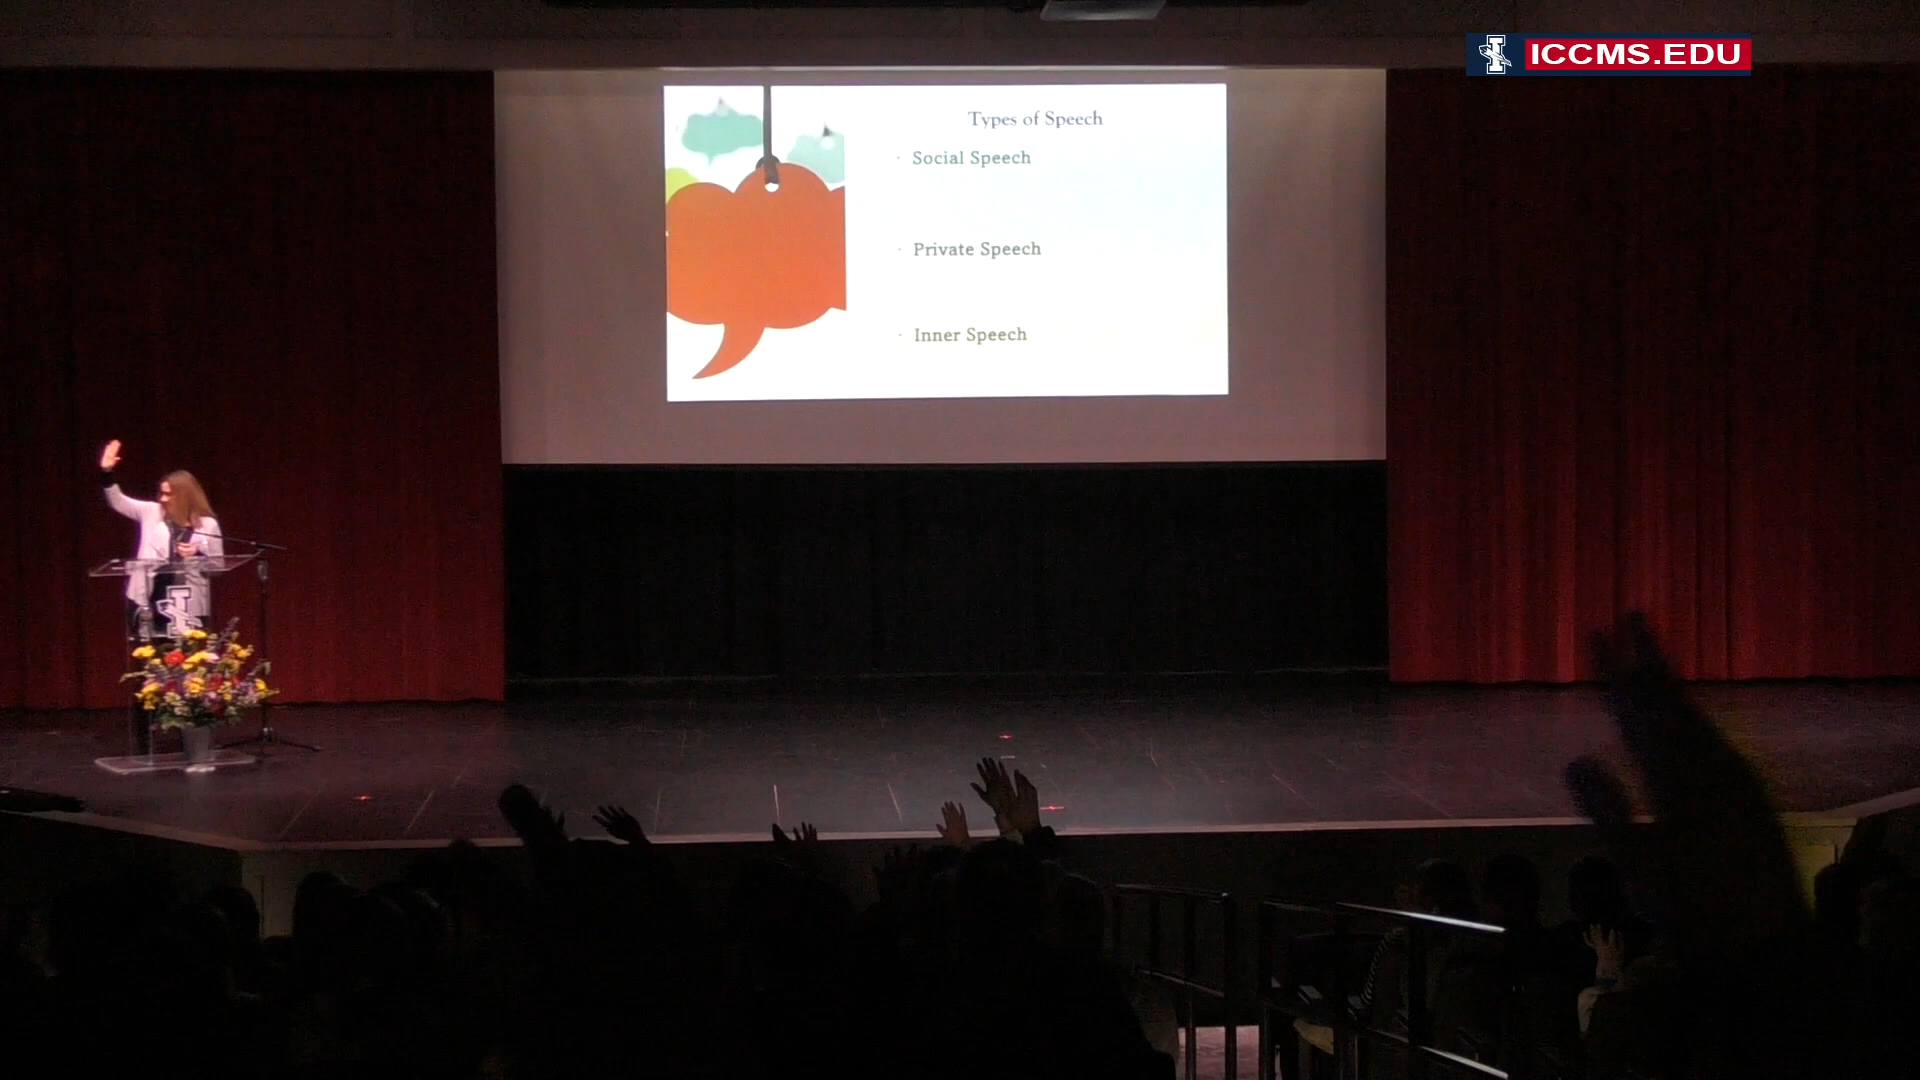 ICCMS.EDU
Types of Speech
· Social Speech
· Private Speech
· Inner Speech